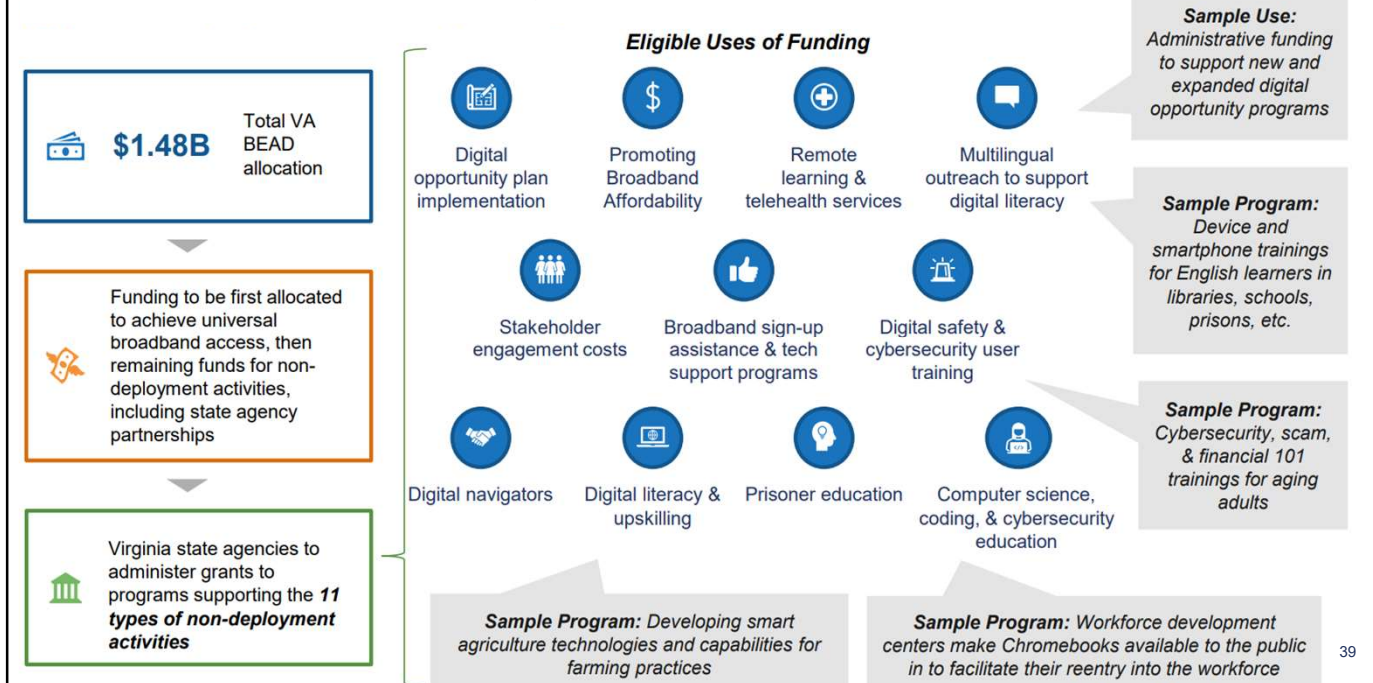 $1.48B
Total VA
BEAD
allocation
Funding to be first allocated
to achieve universal
broadband access, then
remaining funds for non-
deployment activities,
including state agency
partnerships
Virginia state agencies to
administer grants to
programs supporting the 11
types of non-deployment
activities
Eligible Uses of Funding
$
Digital
opportunity plan
implementation
Promoting
Broadband
Affordability
Remote
learning &
telehealth services
Multilingual
outreach to support
digital literacy
Stakeholder
engagement costs
Broadband sign-up
assistance & tech
support programs
Digital safety &
cybersecurity user
training
Digital navigators
Digital literacy &
upskilling
Prisoner education
Computer science,
coding, & cybersecurity
education
Sample Use:
Administrative funding
to support new and
expanded digital
opportunity programs
Sample Program:
Device and
smartphone trainings
for English learners in
libraries, schools,
prisons, etc.
Sample Program:
Cybersecurity, scam,
& financial 101
trainings for aging
adults
Sample Program: Developing smart
agriculture technologies and capabilities for
farming practices
Sample Program: Workforce development
centers make Chromebooks available to the public
in to facilitate their reentry into the workforce
39